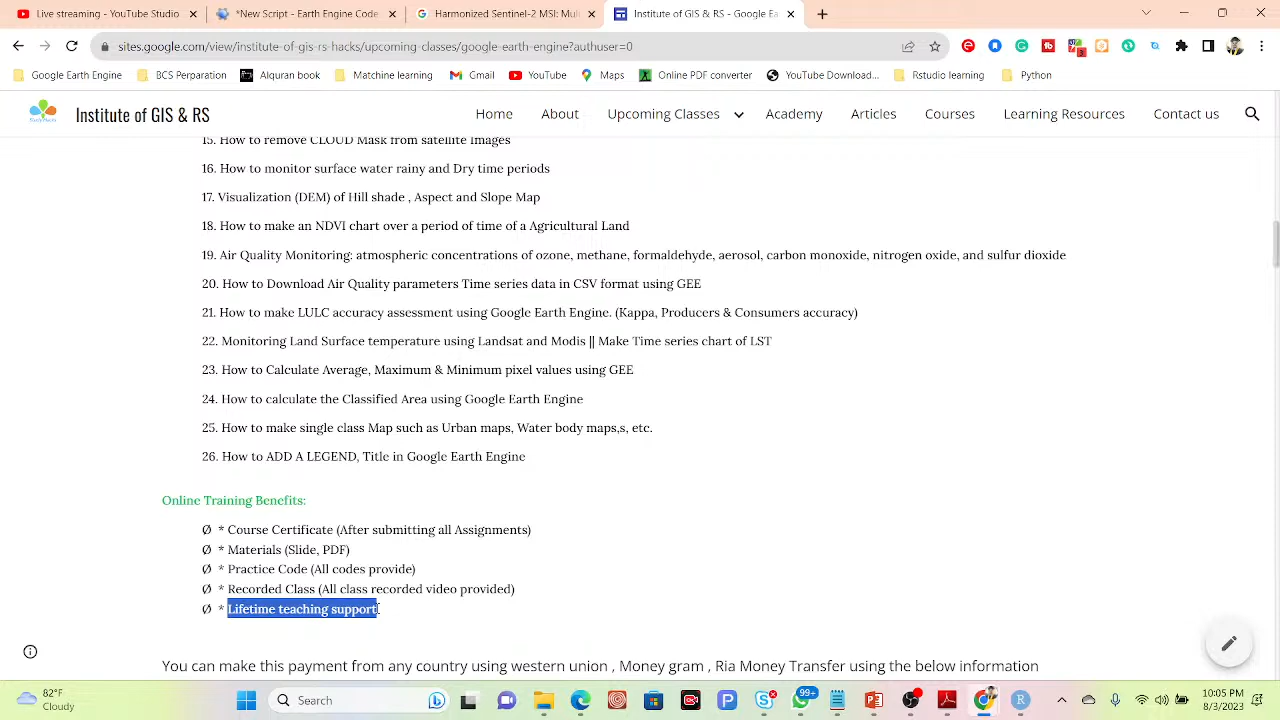 Live streaming - YouTube Studio
*New Script - Earth Engine Code
Harmonized Sentinel-2 MSI: Mul
Institute of GIS & RS - Google Ea
sites.google.com/view/institute-of-gis-rs-herks/upcoming-classes/google-earth-engine?authuser=0
Google Earth Engine
BCS Perparation
Alquran book
Matchine learning
Gmail
YouTube
Maps
Online PDF converter
YouTube Download...
Rstudio learning
Python
Institute of GIS & RS
Home
About
Upcoming Classes
Academy
Articles
Courses
Learning Resources
Contact us
15. How to remove CLOUD Mask from satellite Images
16. How to monitor surface water rainy and Dry time periods
17. Visualization (DEM) of Hill shade , Aspect and Slope Map
18. How to make an NDVI chart over a period of time of a Agricultural Land
19. Air Quality Monitoring: atmospheric concentrations of ozone, methane, formaldehyde, aerosol, carbon monoxide, nitrogen oxide, and sulfur dioxide
20. How to Download Air Quality parameters Time series data in CSV format using GEE
21. How to make LULC accuracy assessment using Google Earth Engine. (Kappa, Producers & Consumers accuracy)
22. Monitoring Land Surface temperature using Landsat and Modis || Make Time series chart of LST
23. How to Calculate Average, Maximum & Minimum pixel values using GEE
24. How to calculate the Classified Area using Google Earth Engine
25. How to make single class Map such as Urban maps, Water body maps,s, etc.
26. How to ADD A LEGEND, Title in Google Earth Engine
Online Training Benefits:
Ø * Course Certificate (After submitting all Assignments)
Ø * Materials (Slide, PDF)
Ø * Practice Code (All codes provide)
Ø * Recorded Class (All class recorded video provided)
Ø * Lifetime teaching support
You can make this payment from any country using western union , Money gram , Ria Money Transfer using the below information
82°F
Cloudy
Search
99+
10:05 PM
8/3/2023